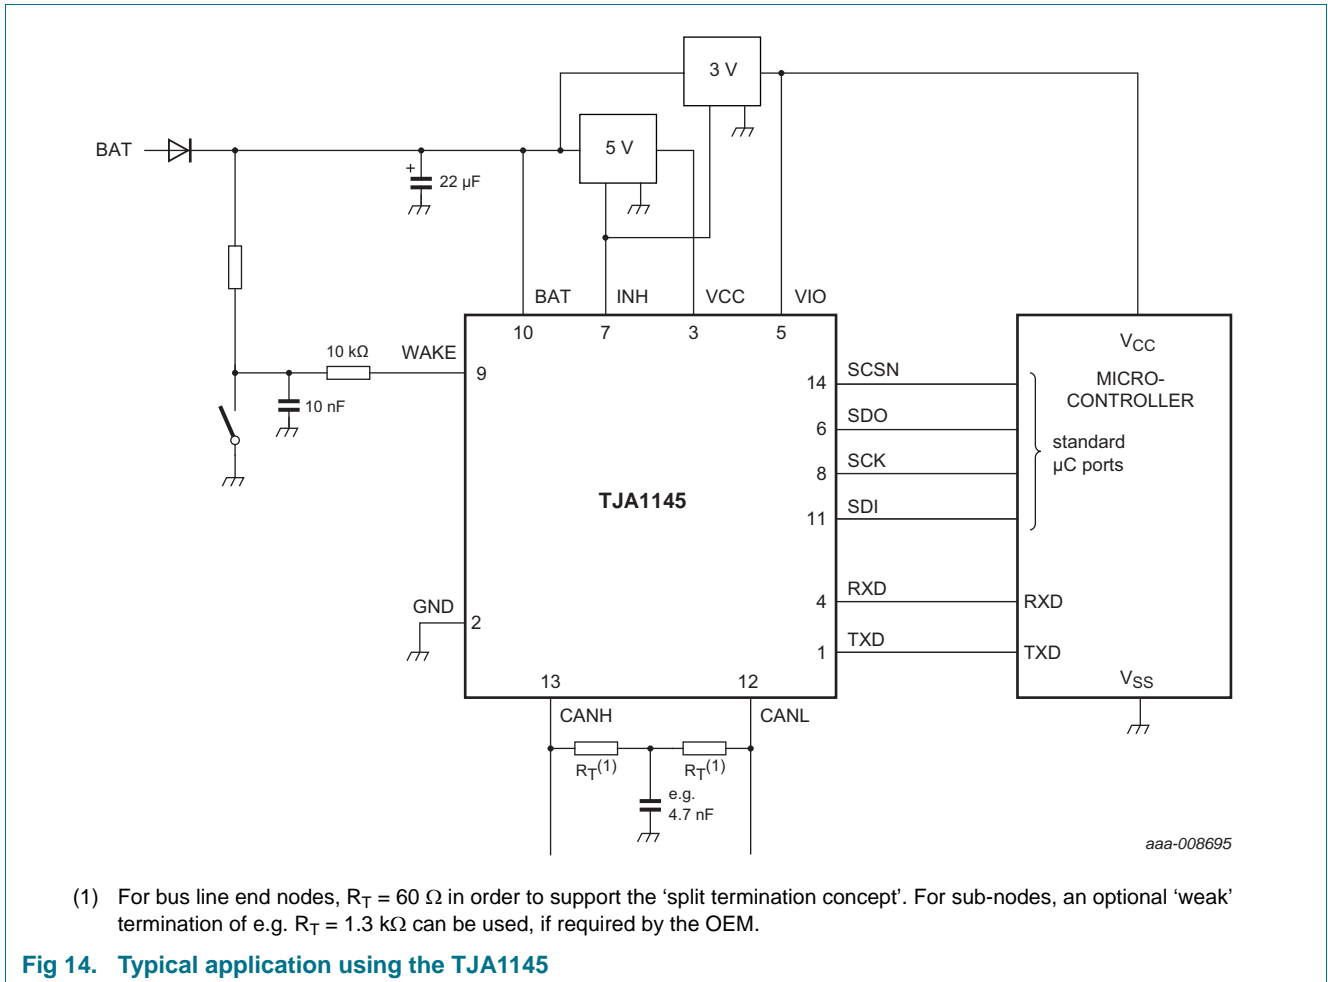 3 V
BAT
5 V
+
22 µF
BAT
INH
VCC
VIO
10
7
3
5
10 kΩ
WAKE
9
10 nF
14
SCSN
6
SDO
8
SCK
11
SDI
VCC
MICRO-
CONTROLLER
standard
µC ports
TJA1145
GND
2
4
RXD
RXD
1
TXD
TXD
13
12
VSS
CANH
CANL
RT(1)
RT(1)
e.g.
4.7 nF
aaa-008695
(1) For bus line end nodes, RT = 60 Ω in order to support the ‘split termination concept’. For sub-nodes, an optional ‘weak’
termination of e.g. RT = 1.3 kΩ can be used, if required by the OEM.
Fig 14. Typical application using the TJA1145